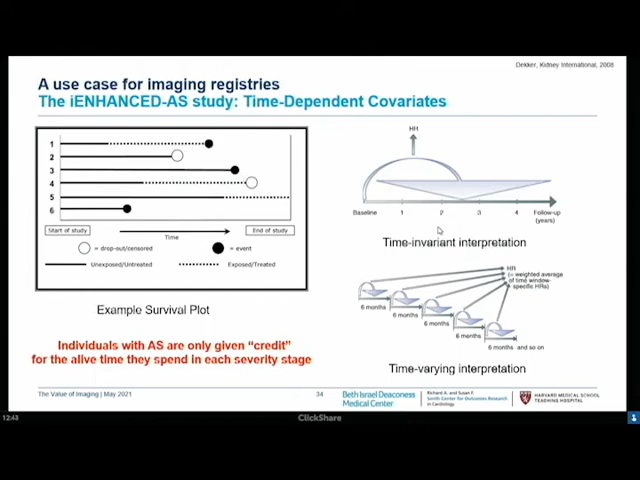 Dekker, Kidney International, 2008
A use case for imaging registries
The iENHANCED-AS study: Time-Dependent Covariates
1
2
3
4
5
6
Start of study
Time
End of study
= drop-out/censored
= event
Unexposed/Untreated
Exposed/Treated
Example Survival Plot
Individuals with AS are only given “credit”
for the alive time they spend in each severity stage
HR
Baseline
1
2
3
4
Follow-up
(years)
Time-invariant interpretation
HR
(= weighted average
of time window-
specific HRs)
6 months
6 months
6 months
6 months
6 months and so on
Time-varying interpretation
The Value of Imaging | May 2021
34
Beth Israel Deaconess
Medical Center
Richard A. and Susan F.
Smith Center for Outcomes Research
in Cardiology
HARVARD MEDICAL SCHOOL
TEACHING HOSPITAL
12:43
ClickShare